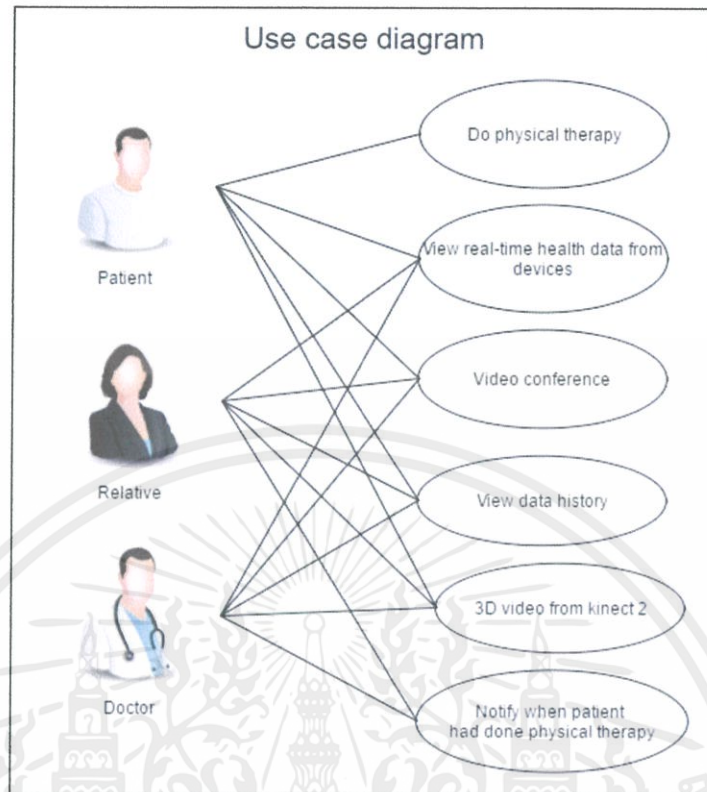 Use case diagram
Patient
Relative
Doctor
Do physical therapy
View real-time health data from
devices
Video conference
View data history
3D video from kinect 2
Notify when patient
had done physical therapy